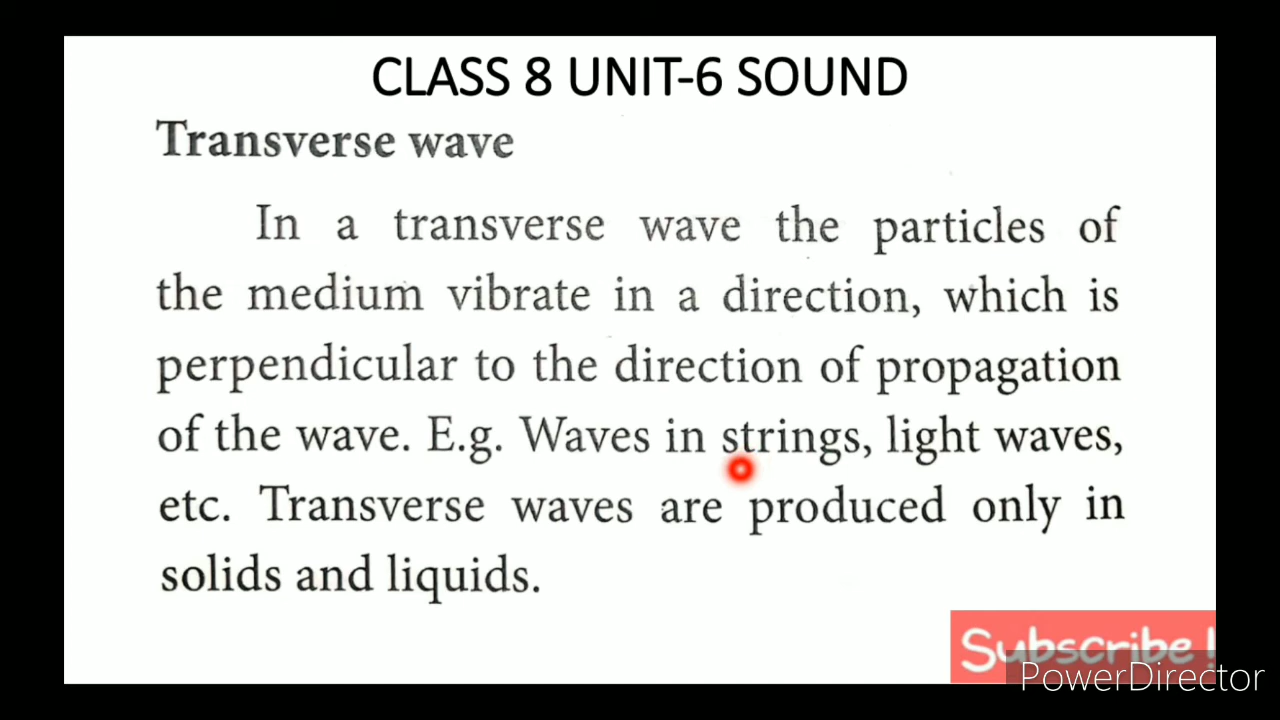 CLASS 8 UNIT-6 SOUND
Transverse wave
In a transverse wave the particles of
the medium vibrate in a direction, which is
perpendicular to the direction of propagation
of the wave. E.g. Waves in strings, light waves,
etc. Transverse waves are produced only in
solids and liquids.
Subscribe !
PowerDirector